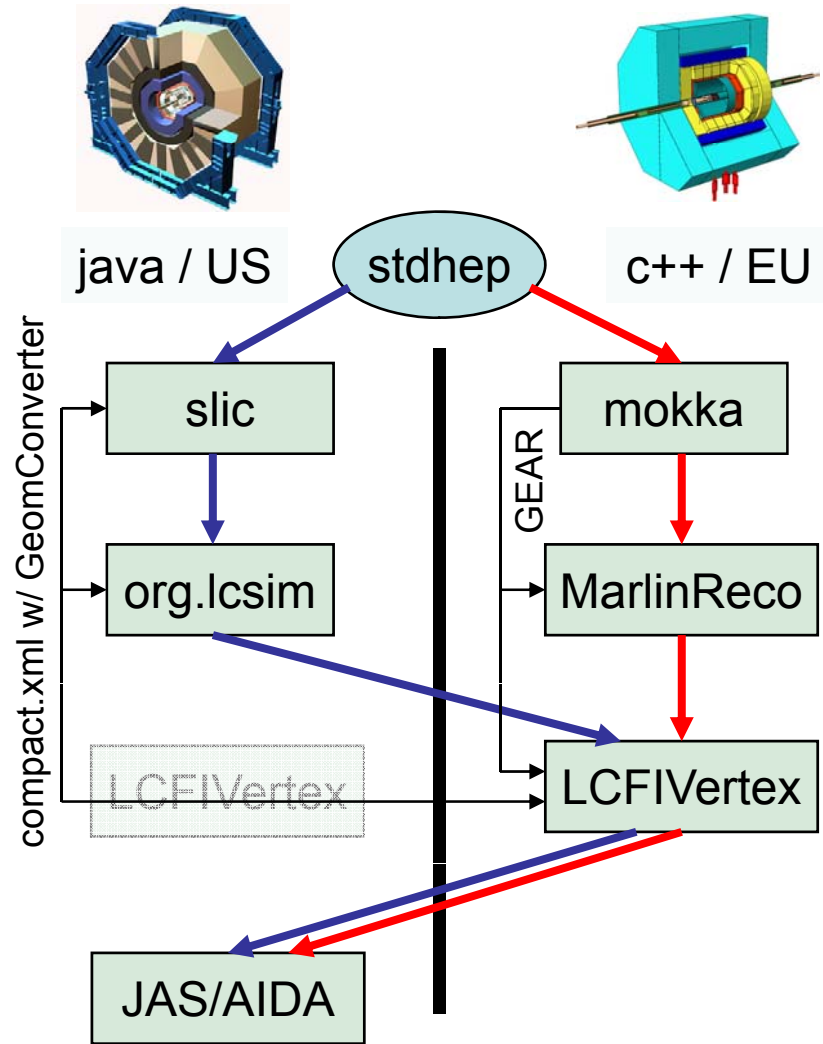 java / US
stdhep
c++ / EU
compact.xml w/ GeomConverter
slic
mokka
GEAR
org.lcsim
MarlinReco
LCFIVertex
LCFIVertex
JAS/AIDA